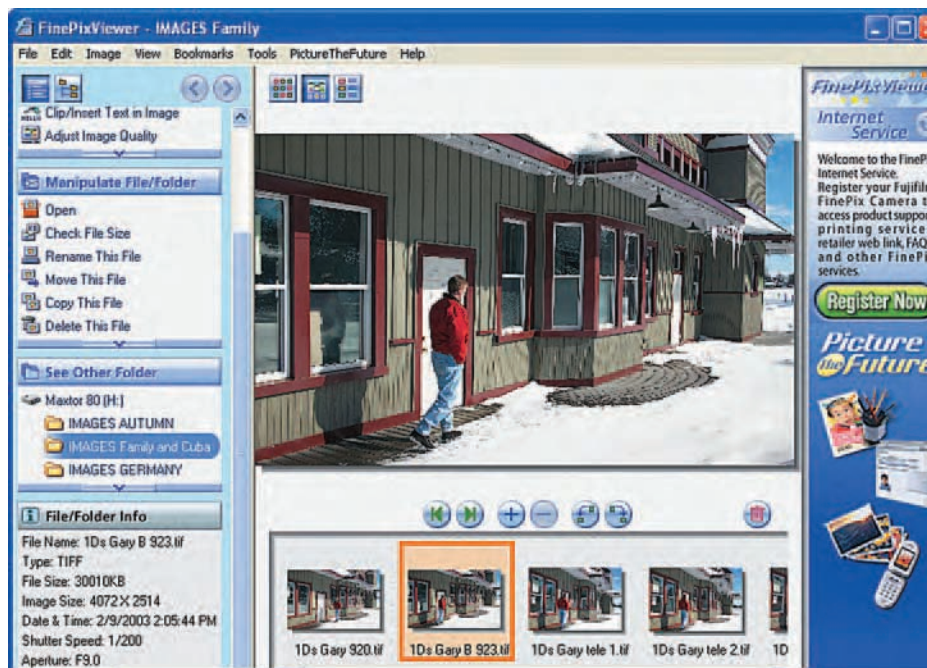 FinePixViewer - IMAGES Family
File Edit Image View Bookmarks Tools PictureTheFuture Help
Clip/Insert Text in Image
Adjust Image Quality
Manipulate File/Folder
Open
Check File Size
Rename This File
Move This File
Copy This File
Delete This File
See Other Folder
Maxtor 80 (H:)
IMAGES AUTUMN
IMAGES Family and Cuba
IMAGES GERMANY
File/Folder Info
File Name: 1Ds Gary B 923.tif
Type: TIFF
File Size: 30010KB
Image Size: 4072 X 2514
Date & Time: 2/9/2003 2:05:44 PM
Shutter Speed: 1/200
Aperture: F9.0
1Ds Gary 920.tif
1Ds Gary B 923.tif
1Ds Gary tele 1.tif
1Ds Gary tele 2.tif
1D
FinePixViewe
Internet
Service
Welcome to the FineP
Internet Service.
Register your Fujifil
FinePix Camera t
access product suppor
printing service
retailer web link, FAQ
and other FineP
services.
Register Now
Picture
the Future